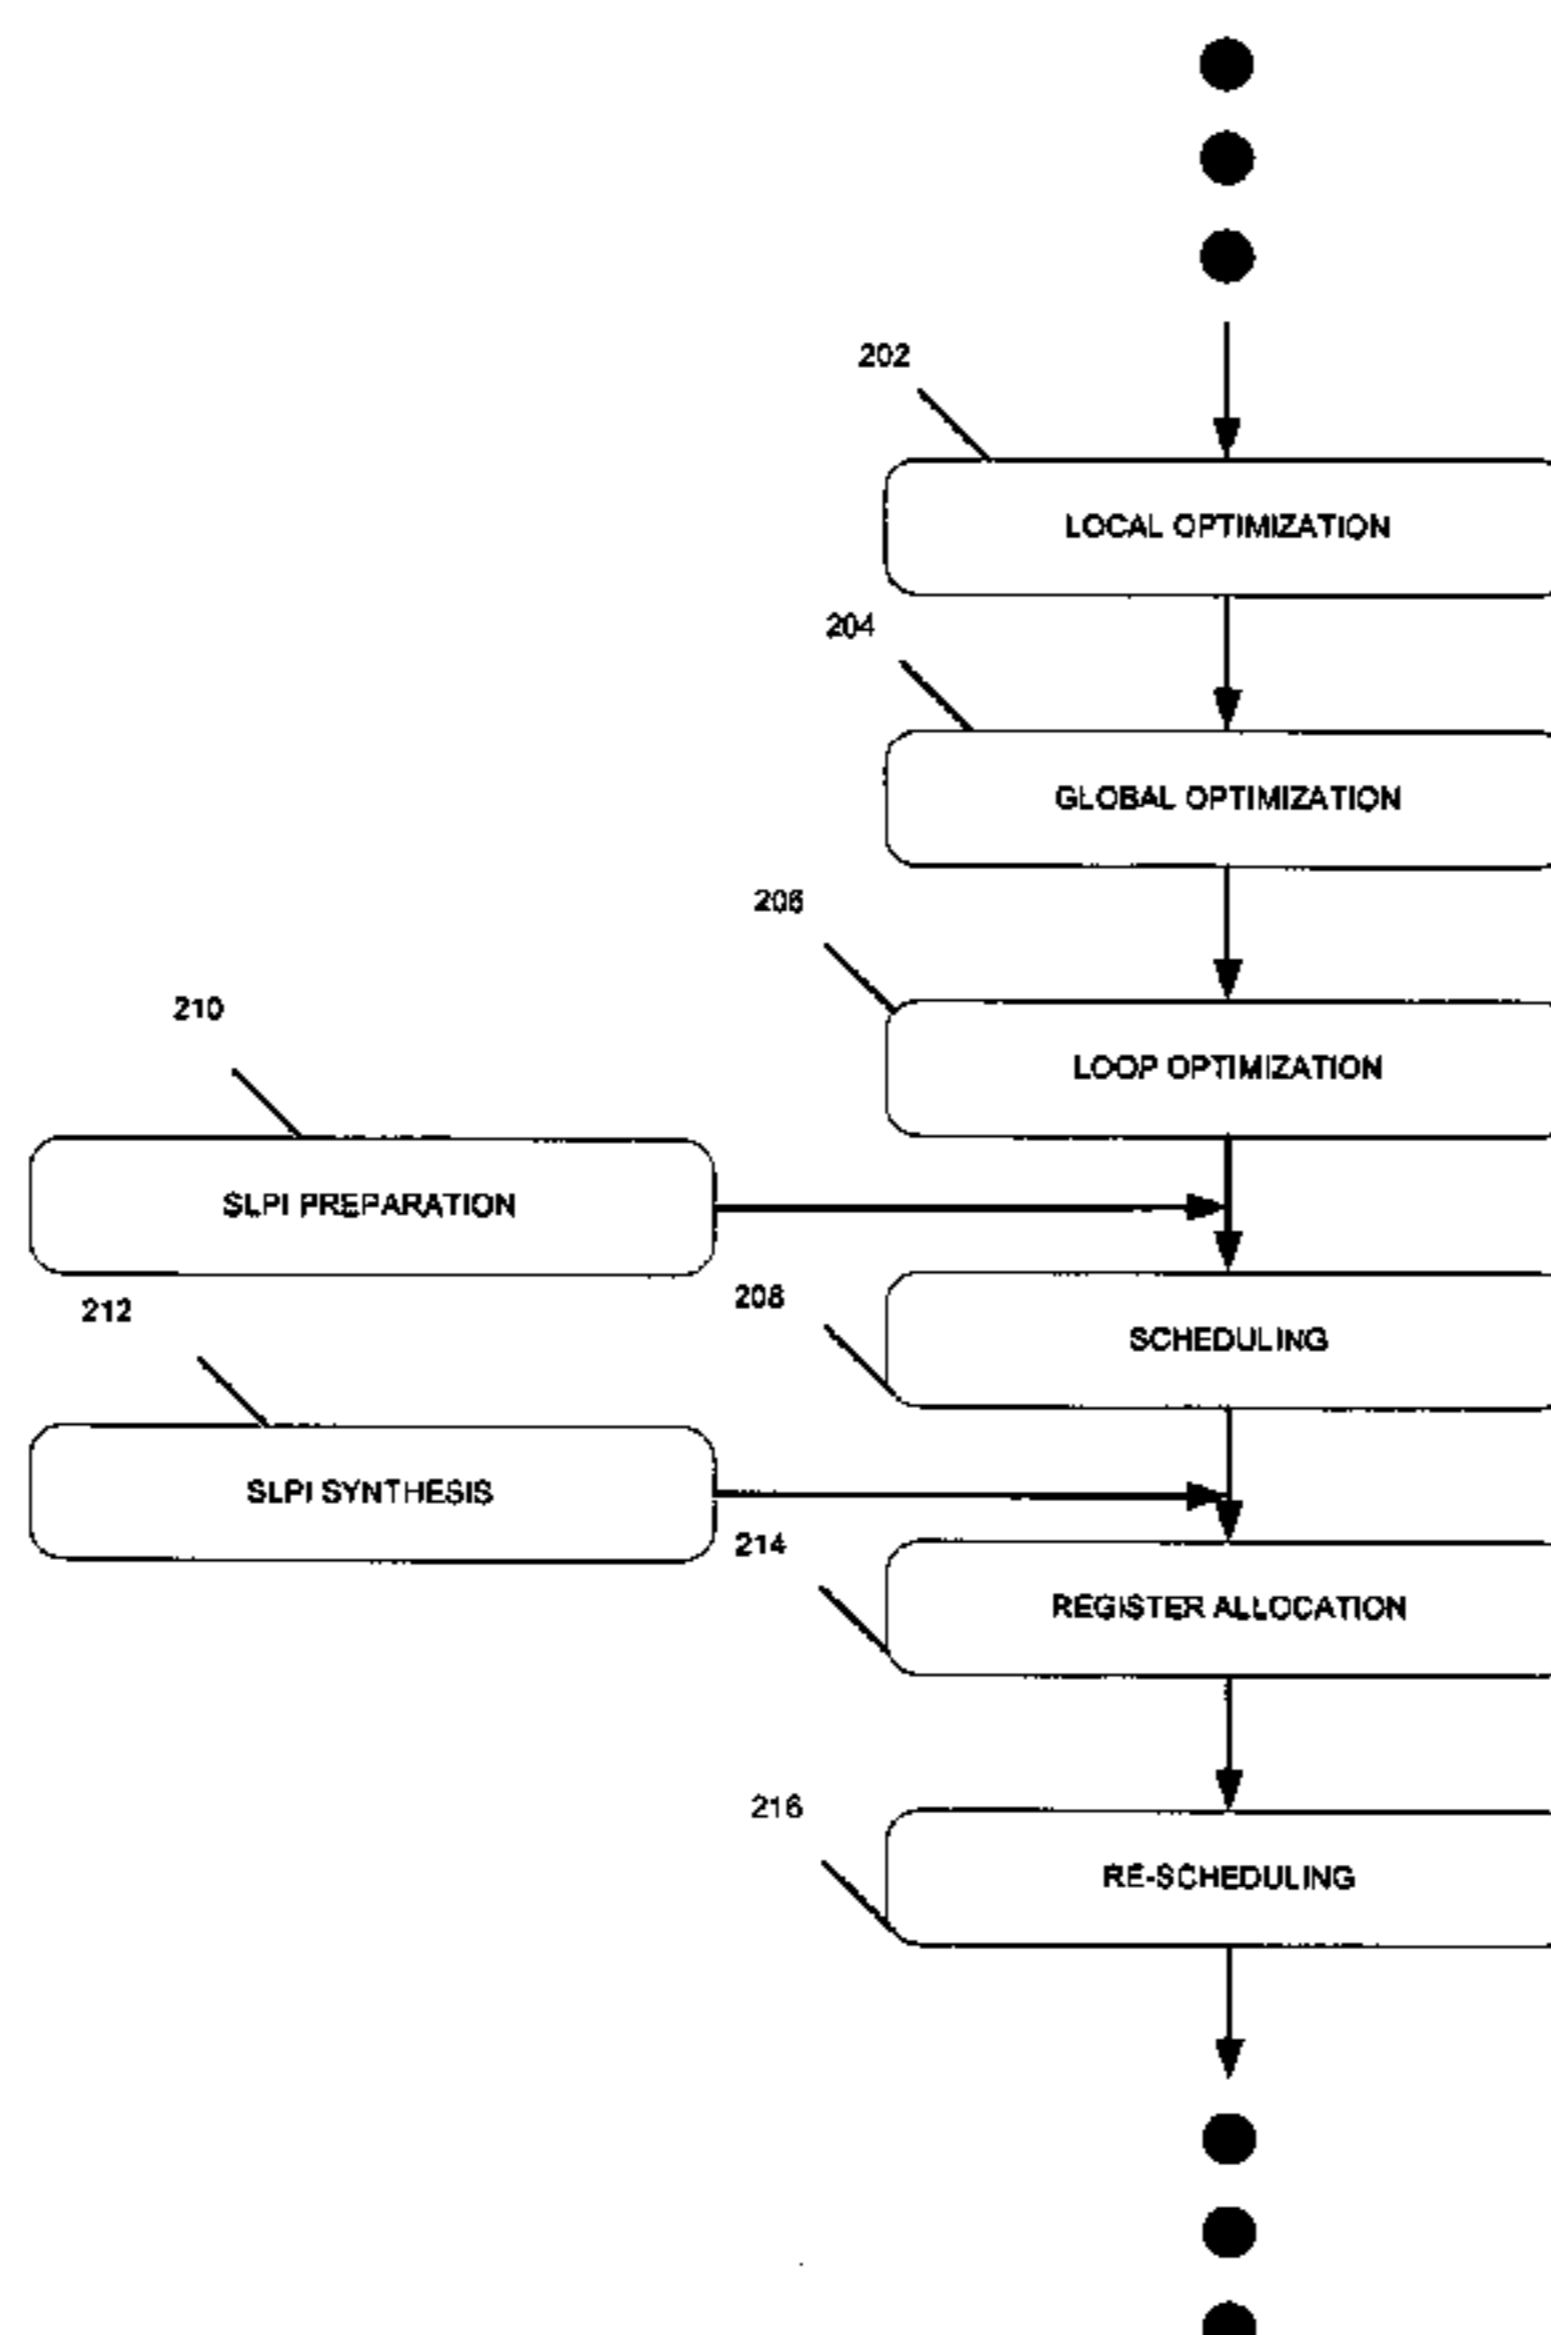 202
LOCAL OPTIMIZATION
204
GLOBAL OPTIMIZATION
206
LOOP OPTIMIZATION
210
SLPI PREPARATION
208
SCHEDULING
212
SLPI SYNTHESIS
214
REGISTER ALLOCATION
216
RE-SCHEDULING